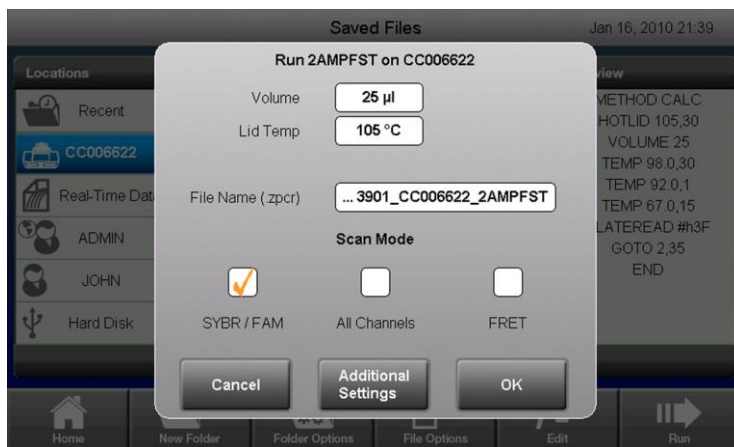 Saved Files
Jan 16, 2010 21:39
Locations
Recent
CC006622
Real-Time Dat
ADMIN
JOHN
Hard Disk
Run 2AMPFST on CC006622
Volume
25 µl
Lid Temp
105 °C
File Name (.zpcr)
... 3901_CC006622_2AMPFST
Scan Mode
SYBR / FAM
All Channels
FRET
Cancel
Additional
Settings
OK
view
METHOD CALC
HOTLID 105,30
VOLUME 25
TEMP 98.0,30
TEMP 92.0,1
TEMP 67.0,15
LATEREAD #h3F
GOTO 2,35
END
Home
New Folder
Folder Options
File Options
Edit
Run